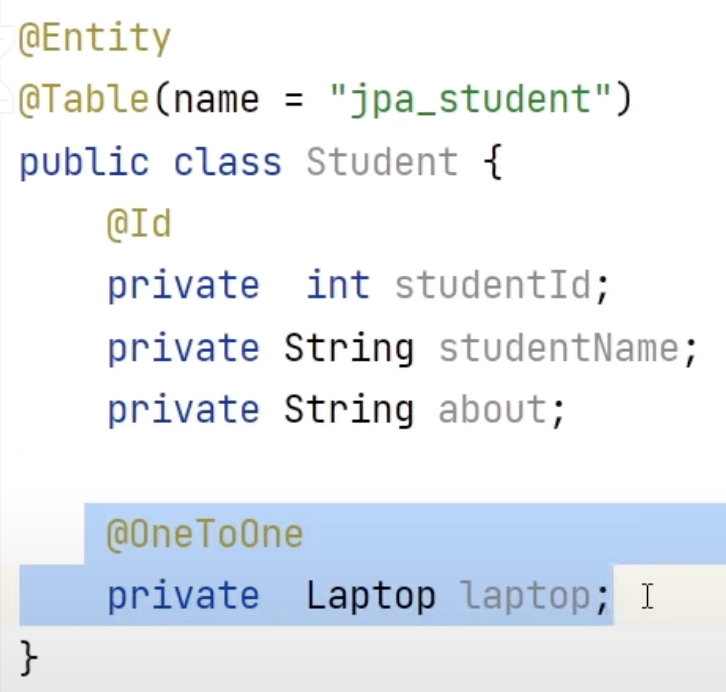 @Entity
@Table(name = "jpa_student")
public class Student {
@Id
private  int studentId;
private String studentName;
private String about;
@OneToOne
private  Laptop laptop;
}